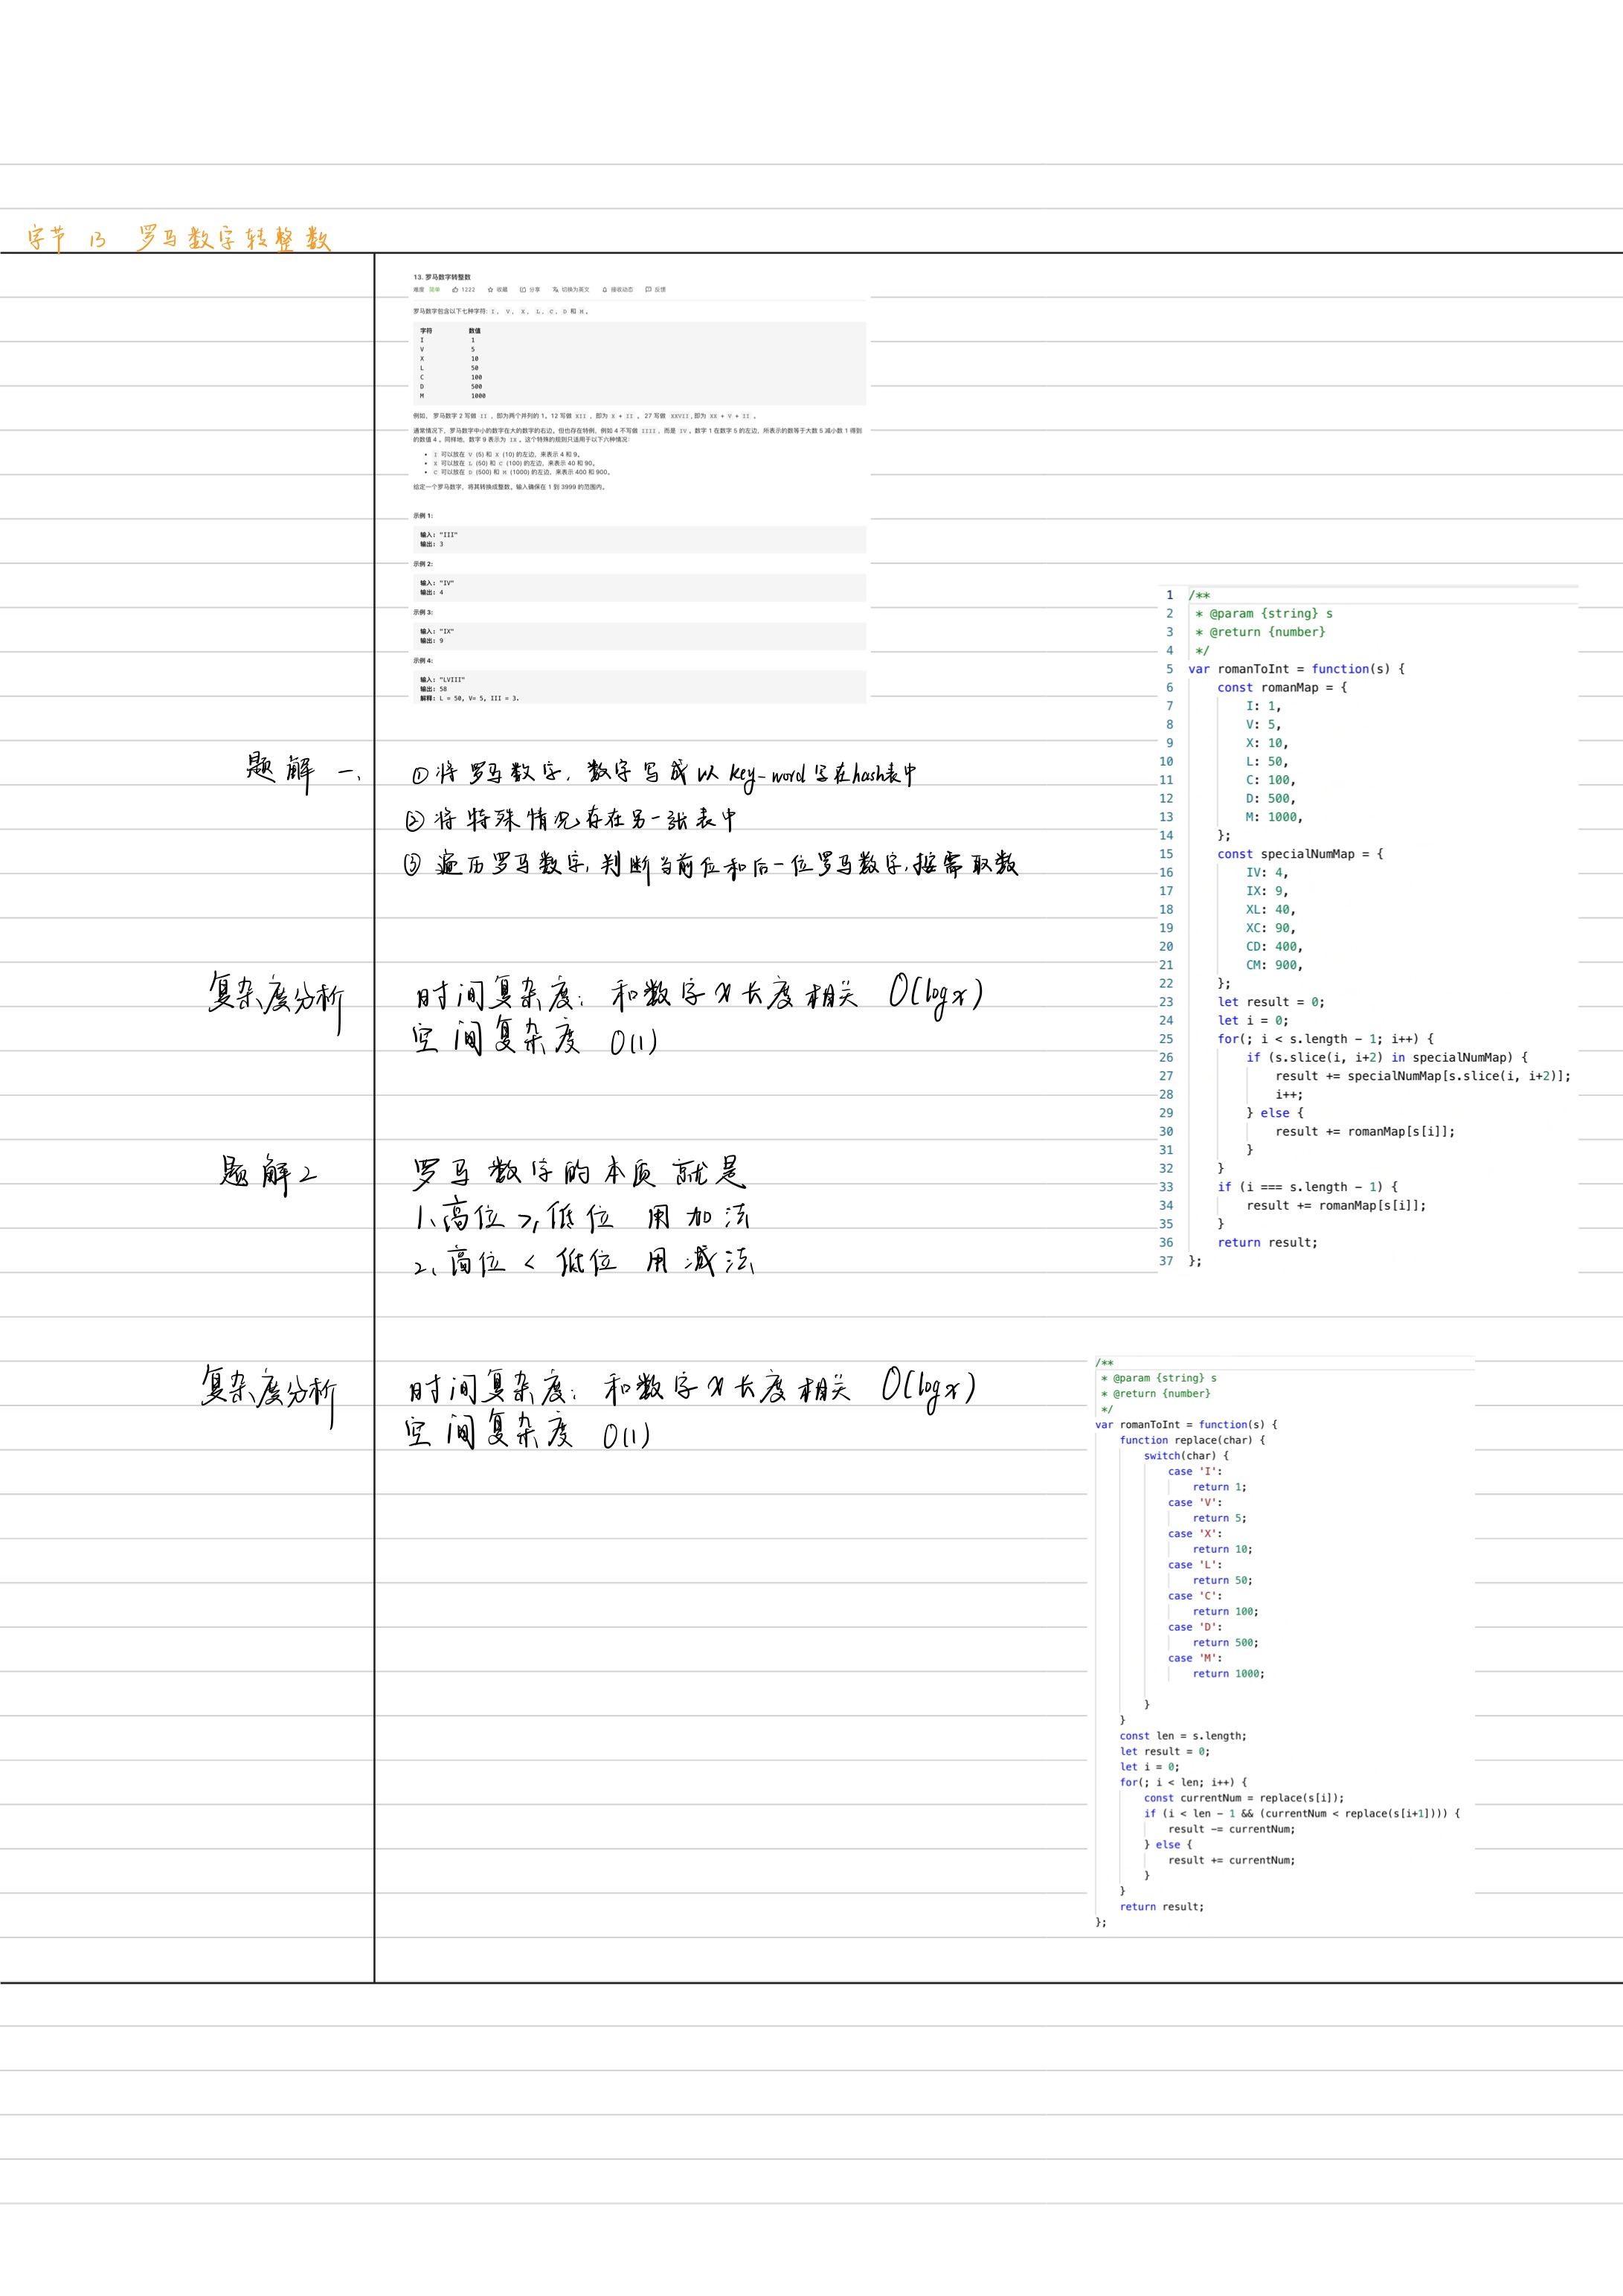 字节 13 罗马数字转整数
13. 罗马数字转整数
难度 简单 1222 收藏 分享 切换为英文 接收动态 反馈
罗马数字包含以下七种字符: I, V, X, L, C, D 和 M。
字符 数值
I 1
V 5
X 10
L 50
C 100
D 500
M 1000
例如, 罗马数字 2 写做 II ,即为两个并列的 1。12 写做 XII ,即为 X + II 。 27 写做 XXVII, 即为 XX + V + II 。
通常情况下,罗马数字中小的数字在大的数字的右边。但也存在特例,例如 4 不写做 IIII,而是 IV。数字 1 在数字 5 的左边,所表示的数等于大数 5 减小数 1 得到
的数值 4 。同样地,数字 9 表示为 IX。这个特殊的规则只适用于以下六种情况:
• I 可以放在 V (5) 和 X (10) 的左边,来表示 4 和 9。
• X 可以放在 L (50) 和 C (100) 的左边,来表示 40 和 90。
• C 可以放在 D (500) 和 M (1000) 的左边,来表示 400 和 900。
给定一个罗马数字,将其转换成整数。输入确保在 1 到 3999 的范围内。
示例 1:
输入: "III"
输出: 3
示例 2:
输入: "IV"
输出: 4
示例 3:
输入: "IX"
输出: 9
示例 4:
输入: "LVIII"
输出: 58
解释: L = 50, V= 5, III = 3.
题解一、
① 将罗马数字, 数字写成以key-word写在hash表中
② 将特殊情况存在另一张表中
③ 遍历罗马数字, 判断当前位和后一位罗马数字, 按需取数
复杂度分析
时间复杂度: 和数字x长度相关 O(logx)
空间复杂度 O(1)
1 /**
2 * @param {string} s
3 * @return {number}
4 */
5 var romanToInt = function(s) {
6 const romanMap = {
7 I: 1,
8 V: 5,
9 X: 10,
10 L: 50,
11 C: 100,
12 D: 500,
13 M: 1000,
14 };
15 const specialNumMap = {
16 IV: 4,
17 IX: 9,
18 XL: 40,
19 XC: 90,
20 CD: 400,
21 CM: 900,
22 };
23 let result = 0;
24 let i = 0;
25 for(; i < s.length - 1; i++) {
26 if (s.slice(i, i+2) in specialNumMap) {
27 result += specialNumMap[s.slice(i, i+2)];
28 i++;
29 } else {
30 result += romanMap[s[i]];
31 }
32 }
33 if (i === s.length - 1) {
34 result += romanMap[s[i]];
35 }
36 return result;
37 };
题解2
罗马数字的本质就是
1、高位 ≥ 低位 用加法
2、高位 < 低位 用减法
复杂度分析
时间复杂度: 和数字x长度相关 O(logx)
空间复杂度 O(1)
/**
* @param {string} s
* @return {number}
*/
var romanToInt = function(s) {
function replace(char) {
switch(char) {
case 'I':
return 1;
case 'V':
return 5;
case 'X':
return 10;
case 'L':
return 50;
case 'C':
return 100;
case 'D':
return 500;
case 'M':
return 1000;
}
}
const len = s.length;
let result = 0;
let i = 0;
for(; i < len; i++) {
const currentNum = replace(s[i]);
if (i < len - 1 && (currentNum < replace(s[i+1]))) {
result -= currentNum;
} else {
result += currentNum;
}
}
return result;
};